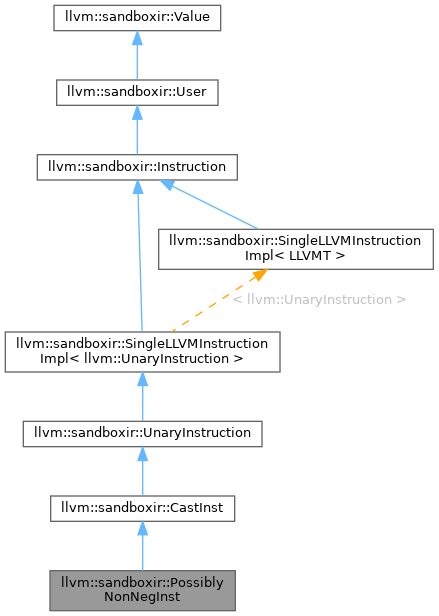 llvm::sandboxir::Value
llvm::sandboxir::User
llvm::sandboxir::Instruction
llvm::sandboxir::SingleLLVMInstruction
Impl< LLVMT >
< llvm::UnaryInstruction >
llvm::sandboxir::SingleLLVMInstruction
Impl< llvm::UnaryInstruction >
llvm::sandboxir::UnaryInstruction
llvm::sandboxir::CastInst
llvm::sandboxir::Possibly
NonNegInst